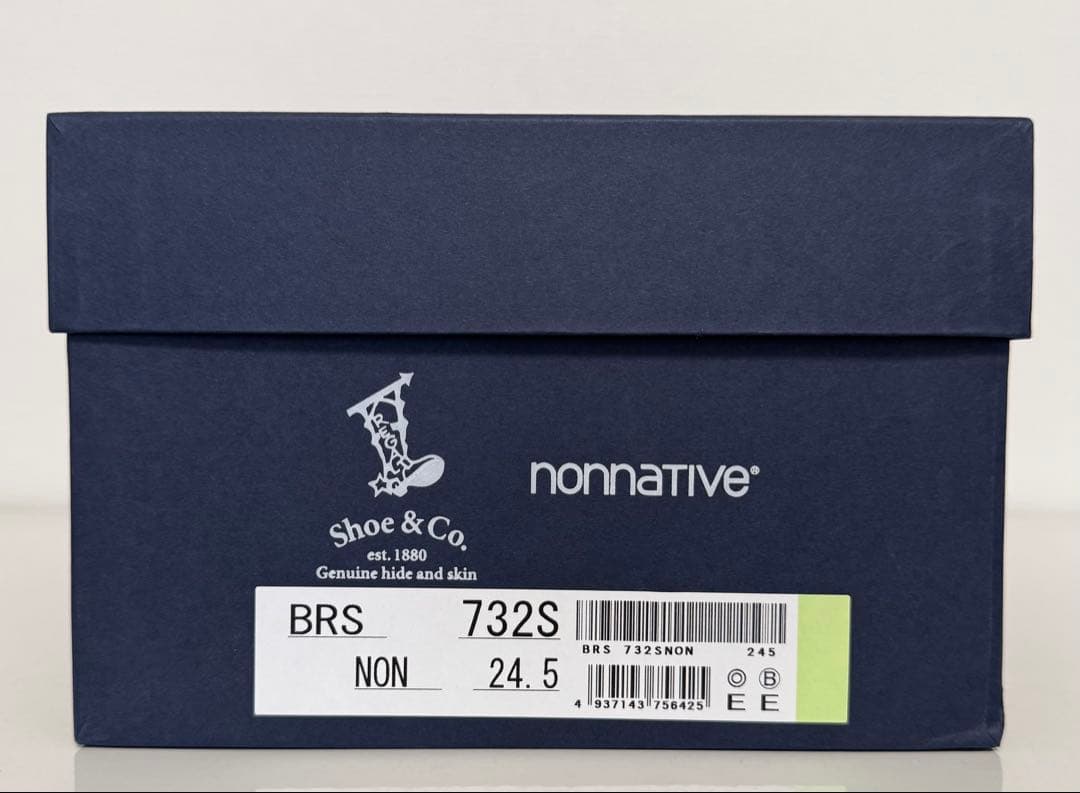 REGAL
Shoe & Co.
est. 1880
Genuine hide and skin
nonnative®
BRS 732S
NON 24.5
BRS 732SNON 245
4 937143 756425
◎ Ⓑ
E E